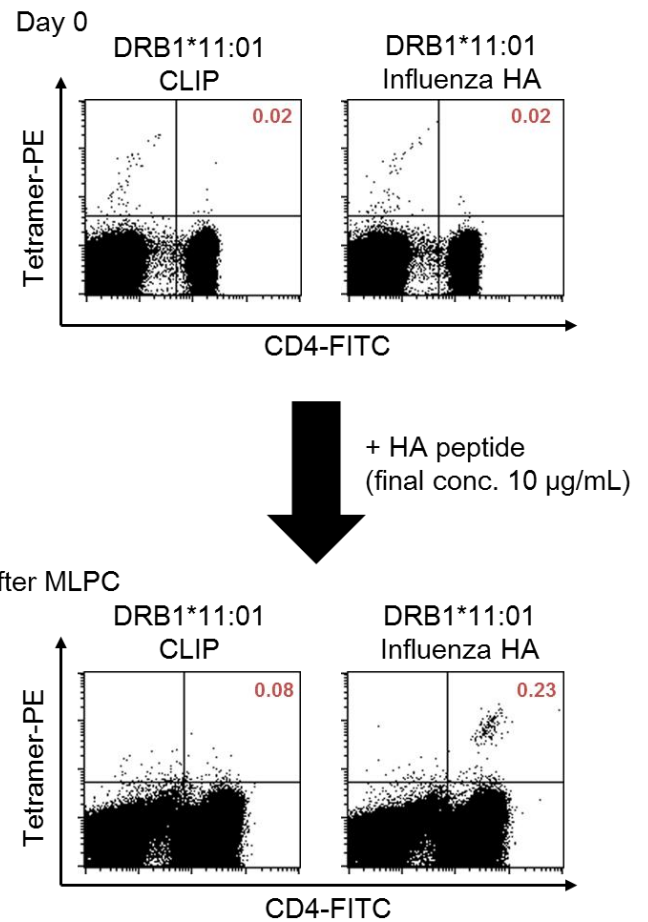 Day 0
DRB1*11:01
CLIP
DRB1*11:01
Influenza HA
0.02
0.02
Tetramer-PE
CD4-FITC
+ HA peptide
(final conc. 10 µg/mL)
fter MLPC
DRB1*11:01
CLIP
DRB1*11:01
Influenza HA
0.08
0.23
Tetramer-PE
CD4-FITC